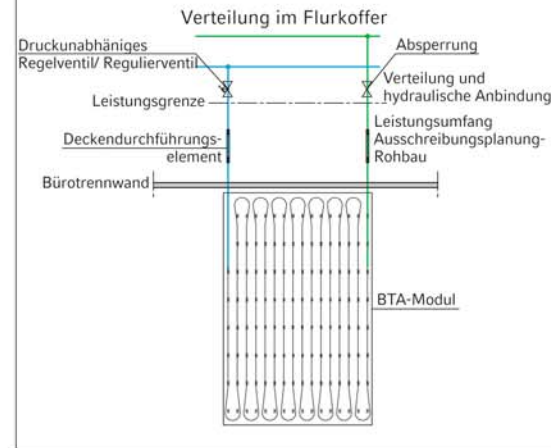 Verteilung im Flurkoffer
Druckunabhäniges
Regelventil/ Regulierventil
Absperrung
Verteilung und
hydraulische Anbindung
Leistungsgrenze
Leistungsumfang
Ausschreibungsplanung-
Rohbau
Deckendurchführungs-
element
Bürotrennwand
BTA-Modul